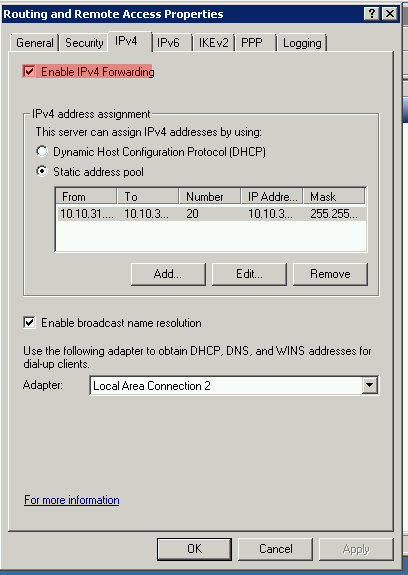 Routing and Remote Access Properties
General Security IPv4 IPv6 IKEv2 PPP Logging
Enable IPv4 Forwarding
IPv4 address assignment
This server can assign IPv4 addresses by using:
Dynamic Host Configuration Protocol (DHCP)
Static address pool
From To Number IP Addre... Mask
10.10.31.... 10.10.3... 20 10.10.3... 255.255...
Add... Edit... Remove
Enable broadcast name resolution
Use the following adapter to obtain DHCP, DNS, and WINS addresses for
dial-up clients.
Adapter: Local Area Connection 2
For more information
OK Cancel Apply